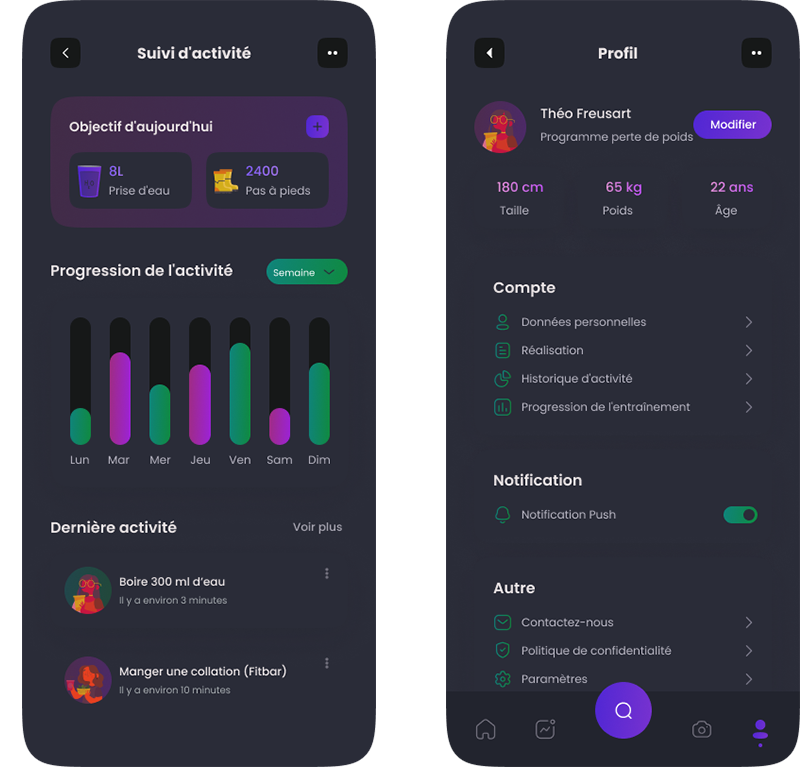 Suivi d'activité
Objectif d'aujourd'hui
8L
Prise d'eau
2400
Pas à pieds
Progression de l'activité
Semaine
Lun Mar Mer Jeu Ven Sam Dim
Dernière activité
Voir plus
Boire 300 ml d'eau
Il y a environ 3 minutes
Manger une collation (Fitbar)
Il y a environ 10 minutes
Profil
Théo Freusart
Programme perte de poids
Modifier
180 cm
Taille
65 kg
Poids
22 ans
Âge
Compte
Données personnelles
Réalisation
Historique d'activité
Progression de l'entraînement
Notification
Notification Push
Autre
Contactez-nous
Politique de confidentialité
Paramètres